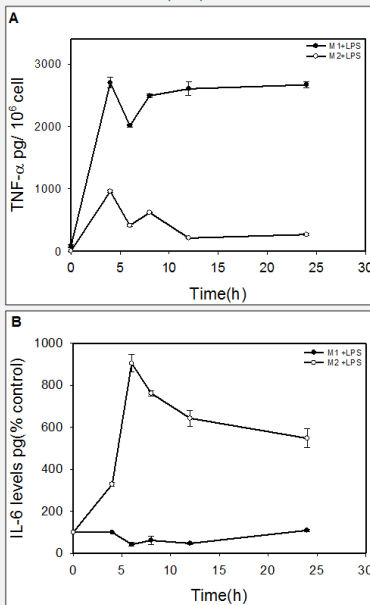 A
M1+LPS
M2+LPS
TNF-α pg/ 10⁶ cell
3000
2000
1000
0
0 5 10 15 20 25 30
Time(h)
B
M1 +LPS
M2 +LPS
IL-6 levels pg(% control)
1000
800
600
400
200
0
0 5 10 15 20 25 30
Time(h)